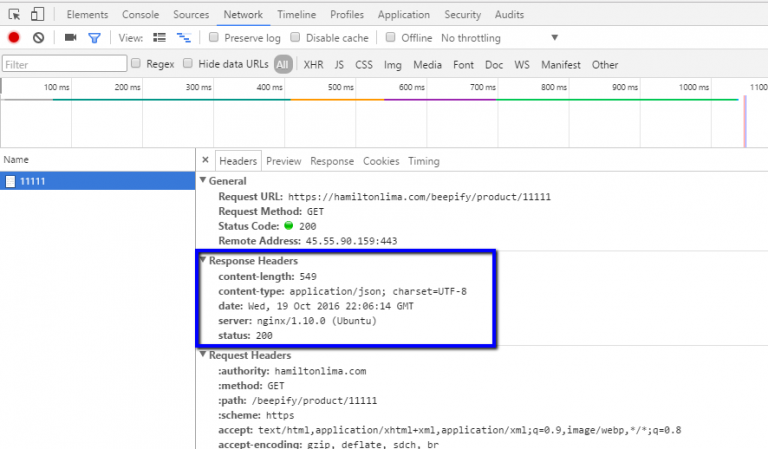 Elements Console Sources Network Timeline Profiles Application Security Audits
View: Preserve log Disable cache Offline No throttling
Filter Regex Hide data URLs All XHR JS CSS Img Media Font Doc WS Manifest Other
100 ms 200 ms 300 ms 400 ms 500 ms 600 ms 700 ms 800 ms 900 ms 1000 ms 1100
Name
11111
× Headers Preview Response Cookies Timing
General
Request URL: https://hamiltonlima.com/beepify/product/11111
Request Method: GET
Status Code: 200
Remote Address: 45.55.90.159:443
Response Headers
content-length: 549
content-type: application/json; charset=UTF-8
date: Wed, 19 Oct 2016 22:06:14 GMT
server: nginx/1.10.0 (Ubuntu)
status: 200
Request Headers
:authority: hamiltonlima.com
:method: GET
:path: /beepify/product/11111
:scheme: https
accept: text/html,application/xhtml+xml,application/xml;q=0.9,image/webp,*/*;q=0.8
accept-encoding: gzip, deflate, sdch, br